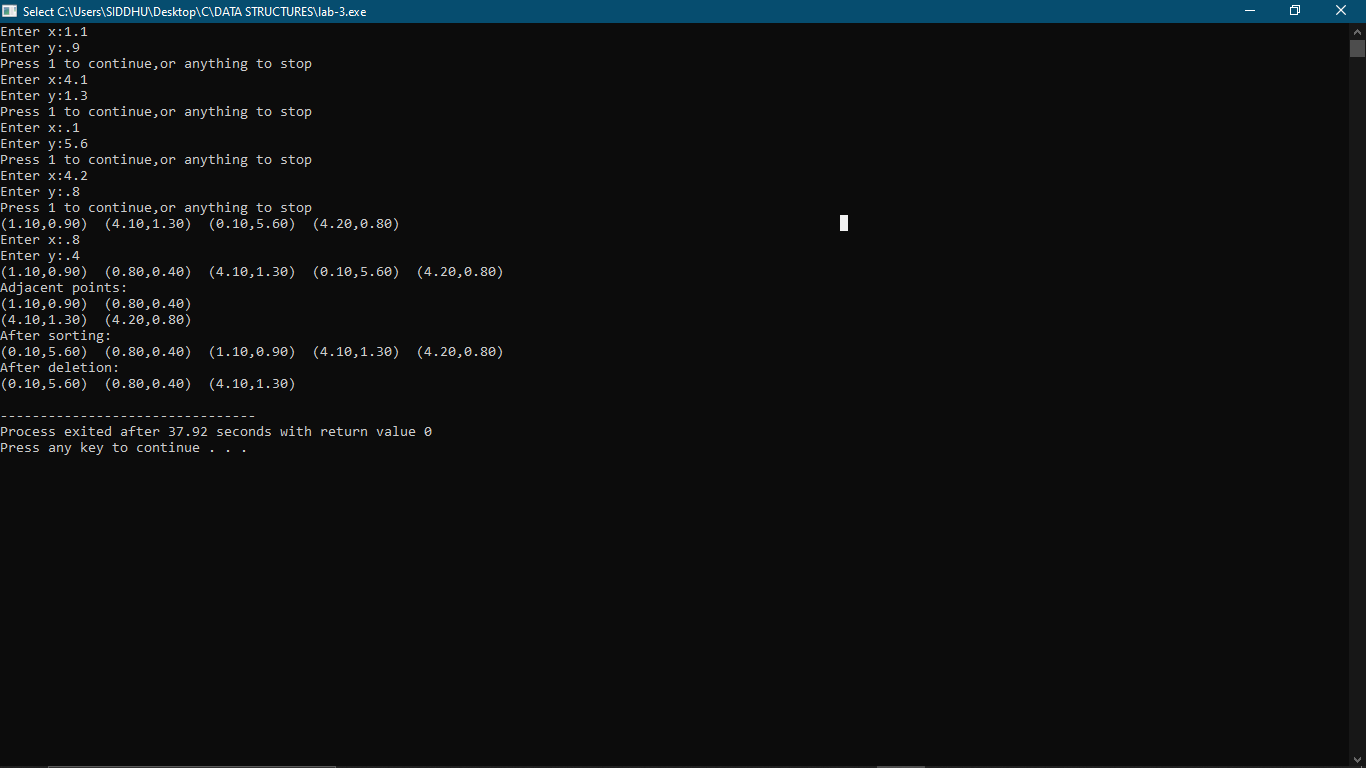 Select C:\Users\SIDDHU\Desktop\C\DATA STRUCTURES\lab-3.exe
Enter x:1.1
Enter y:.9
Press 1 to continue,or anything to stop
Enter x:4.1
Enter y:1.3
Press 1 to continue,or anything to stop
Enter x:.1
Enter y:5.6
Press 1 to continue,or anything to stop
Enter x:4.2
Enter y:.8
Press 1 to continue,or anything to stop
(1.10,0.90)  (4.10,1.30)  (0.10,5.60)  (4.20,0.80)
Enter x:.8
Enter y:.4
(1.10,0.90)  (0.80,0.40)  (4.10,1.30)  (0.10,5.60)  (4.20,0.80)
Adjacent points:
(1.10,0.90)  (0.80,0.40)
(4.10,1.30)  (4.20,0.80)
After sorting:
(0.10,5.60)  (0.80,0.40)  (1.10,0.90)  (4.10,1.30)  (4.20,0.80)
After deletion:
(0.10,5.60)  (0.80,0.40)  (4.10,1.30)
--------------------------------
Process exited after 37.92 seconds with return value 0
Press any key to continue . . .